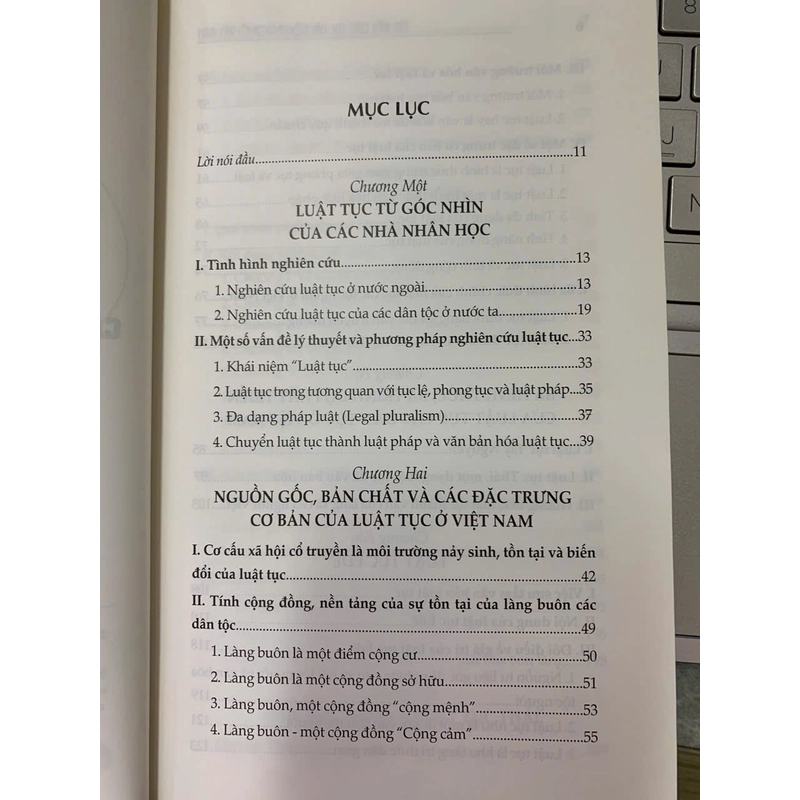 MỤC LỤC
Lời nói đầu..........11
Chương Một
LUẬT TỤC TỪ GÓC NHÌN
CỦA CÁC NHÀ NHÂN HỌC
I. Tình hình nghiên cứu..........13
1. Nghiên cứu luật tục ở nước ngoài..........13
2. Nghiên cứu luật tục của các dân tộc ở nước ta..........19
II. Một số vấn đề lý thuyết và phương pháp nghiên cứu luật tục...33
1. Khái niệm “Luật tục”..........33
2. Luật tục trong tương quan với tục lệ, phong tục và luật pháp..35
3. Đa dạng pháp luật (Legal pluralism)..........37
4. Chuyển luật tục thành luật pháp và văn bản hóa luật tục...39
Chương Hai
NGUỒN GỐC, BẢN CHẤT VÀ CÁC ĐẶC TRƯNG
CƠ BẢN CỦA LUẬT TỤC Ở VIỆT NAM
I. Cơ cấu xã hội cổ truyền là môi trường nảy sinh, tồn tại và biến
đổi của luật tục..........42
II. Tính cộng đồng, nền tảng của sự tồn tại của làng buôn các
dân tộc..........49
1. Làng buôn là một điểm cộng cư..........50
2. Làng buôn là một cộng đồng sở hữu..........51
3. Làng buôn, một cộng đồng “cộng mệnh”..........53
4. Làng buôn - một cộng đồng “Cộng cảm”..........55